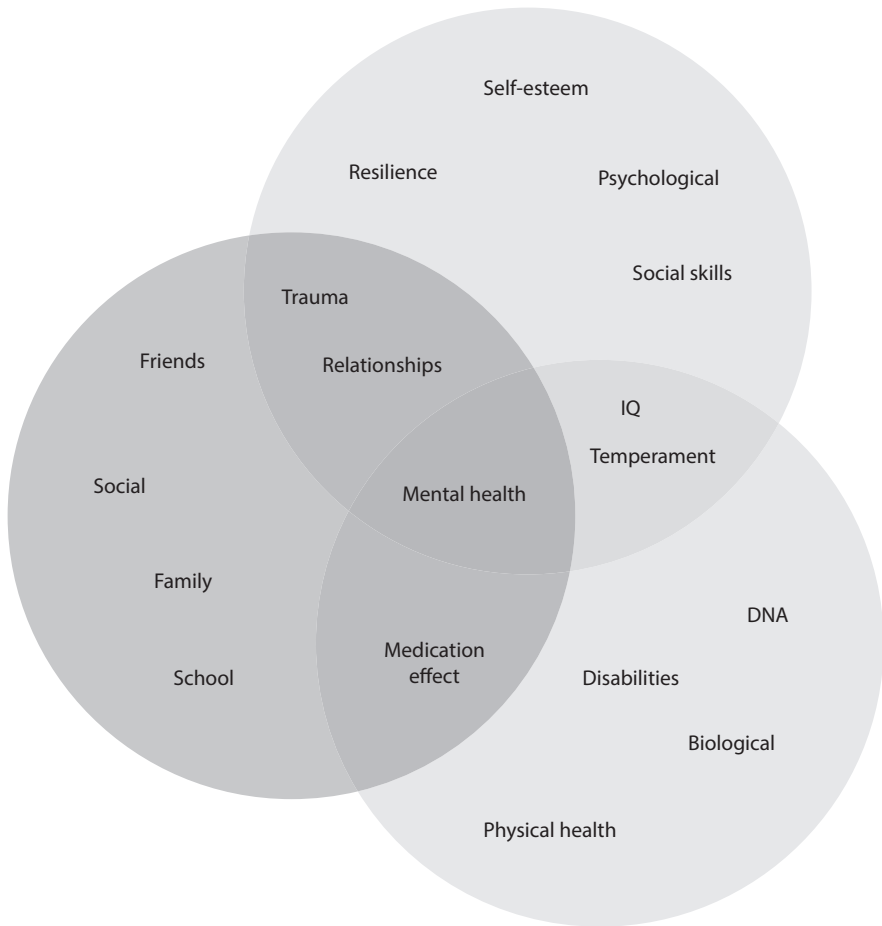 Self-esteem
Resilience
Psychological
Social skills
Trauma
Friends
Relationships
IQ
Temperament
Social
Mental health
Family
DNA
Medication
effect
School
Disabilities
Biological
Physical health